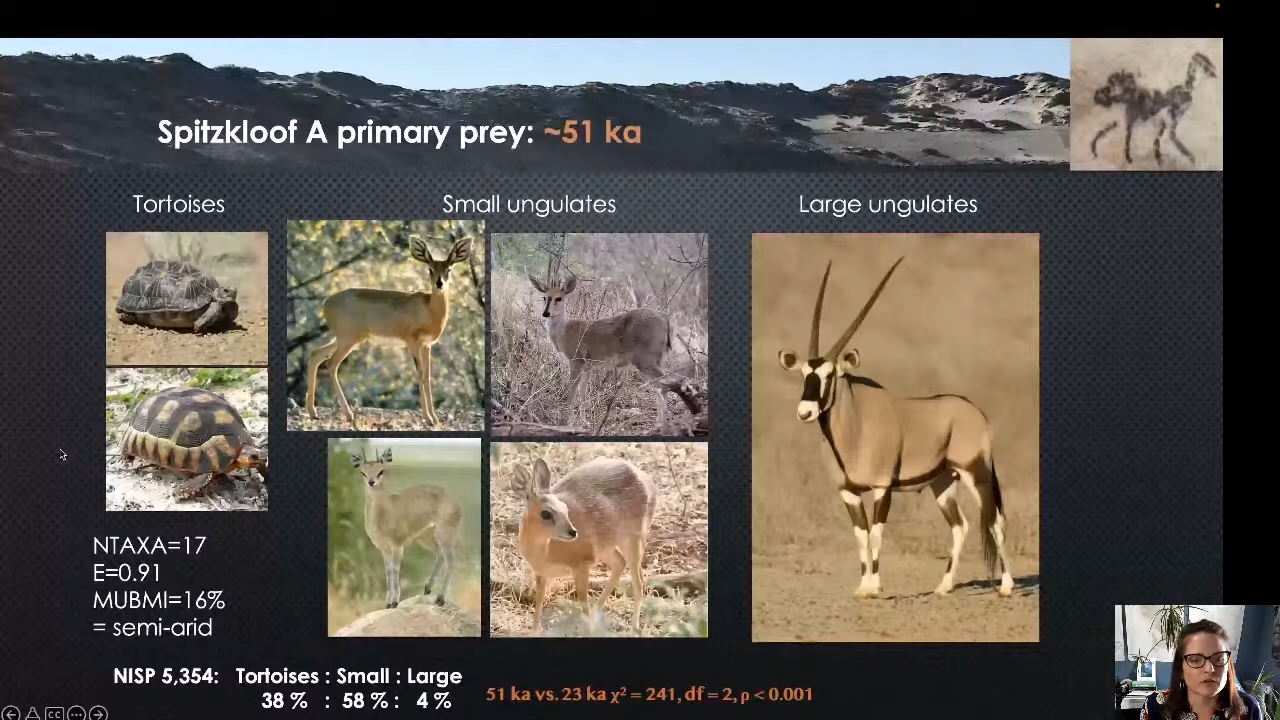 Spitzkloof A primary prey: ~51 ka
Tortoises
Small ungulates
Large ungulates
NTAXA=17
E=0.91
MUBMI=16%
= semi-arid
NISP 5,354: Tortoises : Small : Large
38 % : 58 % : 4 %
51 ka vs. 23 ka χ² = 241, df = 2, ρ < 0.001
CC